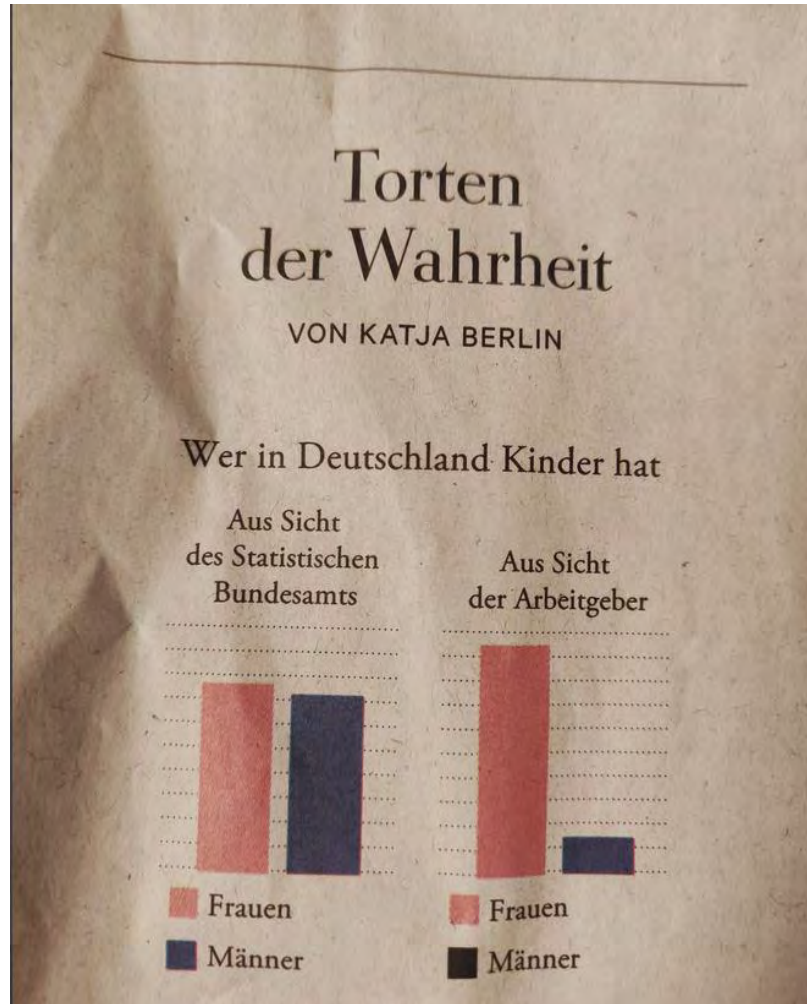 Torten
der Wahrheit
VON KATJA BERLIN
Wer in Deutschland Kinder hat
Aus Sicht
des Statistischen
Bundesamts
Aus Sicht
der Arbeitgeber
Frauen
Männer
Frauen
Männer